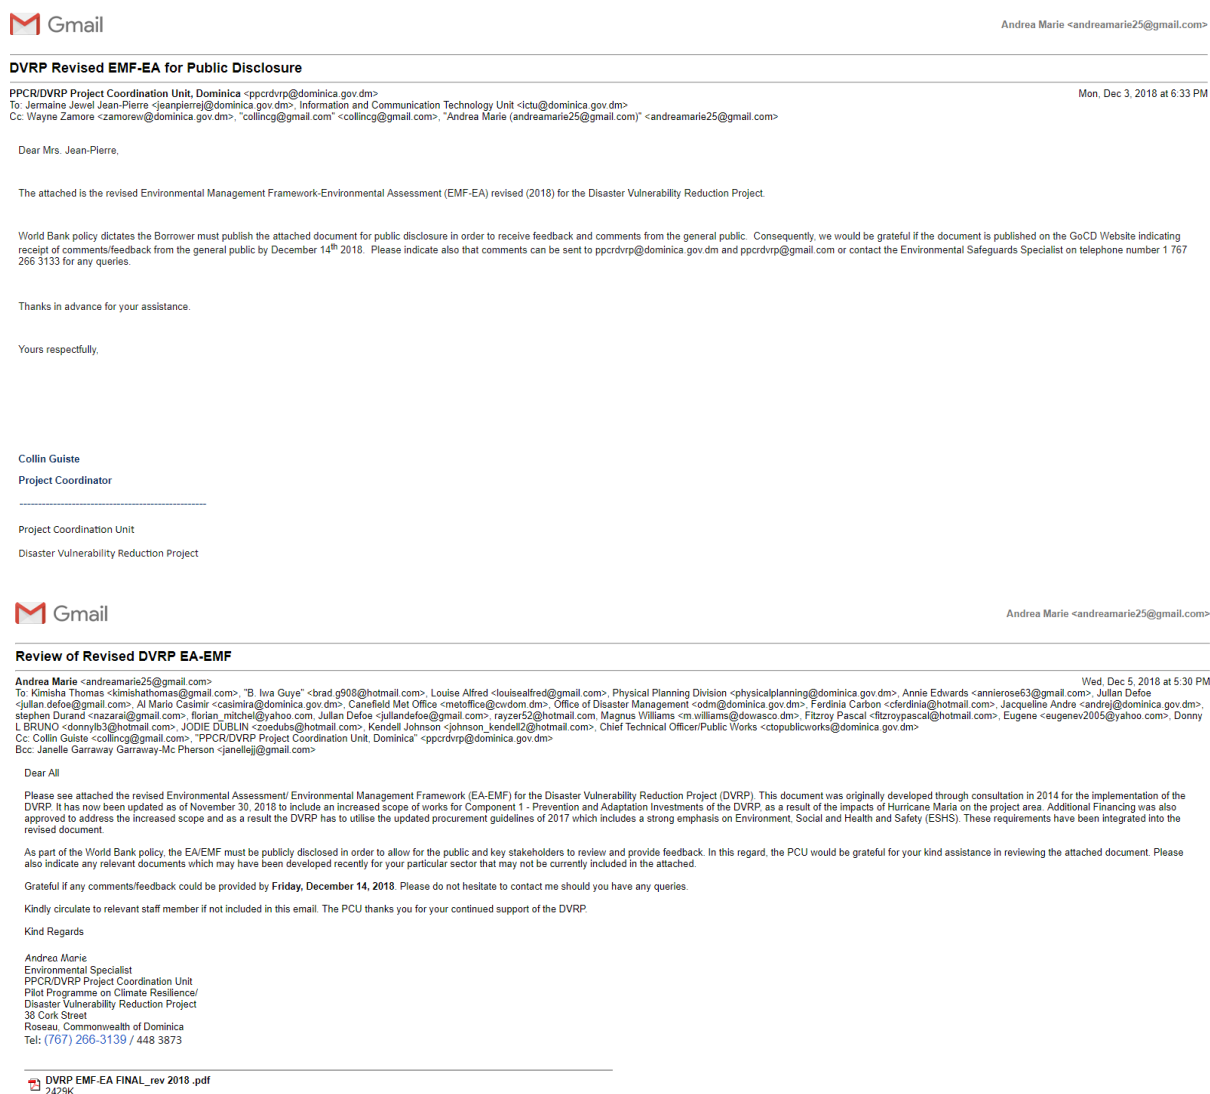 Gmail
Andrea Marie <andreamarie25@gmail.com>
DVRP Revised EMF-EA for Public Disclosure
PPCR/DVRP Project Coordination Unit, Dominica <ppcrdvrp@dominica.gov.dm>
Mon, Dec 3, 2018 at 6:33 PM
To: Jermaine Jewel Jean-Pierre <jeanpierrej@dominica.gov.dm>, Information and Communication Technology Unit <ictu@dominica.gov.dm>
Cc: Wayne Zamore <zamorew@dominica.gov.dm>, "collincg@gmail.com" <collincg@gmail.com>, "Andrea Marie (andreamarie25@gmail.com)" <andreamarie25@gmail.com>
Dear Mrs. Jean-Pierre,
The attached is the revised Environmental Management Framework-Environmental Assessment (EMF-EA) revised (2018) for the Disaster Vulnerability Reduction Project.
World Bank policy dictates the Borrower must publish the attached document for public disclosure in order to receive feedback and comments from the general public. Consequently, we would be grateful if the document is published on the GoCD Website indicating
receipt of comments/feedback from the general public by December 14th 2018. Please indicate also that comments can be sent to ppcrdvrp@dominica.gov.dm and ppcrdvrp@gmail.com or contact the Environmental Safeguards Specialist on telephone number 1 767
266 3133 for any queries.
Thanks in advance for your assistance.
Yours respectfully,
Collin Guiste
Project Coordinator
----------------------------------------------------
Project Coordination Unit
Disaster Vulnerability Reduction Project
Gmail
Andrea Marie <andreamarie25@gmail.com>
Review of Revised DVRP EA-EMF
Andrea Marie <andreamarie25@gmail.com>
Wed, Dec 5, 2018 at 5:30 PM
To: Kimisha Thomas <kimishathomas@gmail.com>, "B. Iwa Guye" <brad.g908@hotmail.com>, Louise Alfred <louisealfred@gmail.com>, Physical Planning Division <physicalplanning@dominica.gov.dm>, Annie Edwards <annierose63@gmail.com>, Jullan Defoe
<jullan.defoe@gmail.com>, Al Mario Casimir <casimira@dominica.gov.dm>, Canefield Met Office <metoffice@cwdom.dm>, Office of Disaster Management <odm@dominica.gov.dm>, Ferdinia Carbon <cferdinia@hotmail.com>, Jacqueline Andre <andrej@dominica.gov.dm>,
stephen Durand <nazarai@gmail.com>, florian_mitchel@yahoo.com, Jullan Defoe <jullandefoe@gmail.com>, rayzer52@hotmail.com, Magnus Williams <m.williams@dowasco.dm>, Fitzroy Pascal <fitzroypascal@hotmail.com>, Eugene <eugenev2005@yahoo.com>, Donny
L BRUNO <donnylb3@hotmail.com>, JODIE DUBLIN <zoedubs@hotmail.com>, Kendell Johnson <johnson_kendell2@hotmail.com>, Chief Technical Officer/Public Works <ctopublicworks@dominica.gov.dm>
Cc: Collin Guiste <collincg@gmail.com>, "PPCR/DVRP Project Coordination Unit, Dominica" <ppcrdvrp@dominica.gov.dm>
Bcc: Janelle Garraway Garraway-Mc Pherson <janellejj@gmail.com>
Dear All
Please see attached the revised Environmental Assessment/ Environmental Management Framework (EA-EMF) for the Disaster Vulnerability Reduction Project (DVRP). This document was originally developed through consultation in 2014 for the implementation of the
DVRP. It has now been updated as of November 30, 2018 to include an increased scope of works for Component 1 - Prevention and Adaptation Investments of the DVRP, as a result of the impacts of Hurricane Maria on the project area. Additional Financing was also
approved to address the increased scope and as a result the DVRP has to utilise the updated procurement guidelines of 2017 which includes a strong emphasis on Environment, Social and Health and Safety (ESHS). These requirements have been integrated into the
revised document.
As part of the World Bank policy, the EA/EMF must be publicly disclosed in order to allow for the public and key stakeholders to review and provide feedback. In this regard, the PCU would be grateful for your kind assistance in reviewing the attached document. Please
also indicate any relevant documents which may have been developed recently for your particular sector that may not be currently included in the attached.
Grateful if any comments/feedback could be provided by Friday, December 14, 2018. Please do not hesitate to contact me should you have any queries.
Kindly circulate to relevant staff member if not included in this email. The PCU thanks you for your continued support of the DVRP.
Kind Regards
Andrea Marie
Environmental Specialist
PPCR/DVRP Project Coordination Unit
Pilot Programme on Climate Resilience/
Disaster Vulnerability Reduction Project
38 Cork Street
Roseau, Commonwealth of Dominica
Tel: (767) 266-3139 / 448 3873
DVRP EMF-EA FINAL_rev 2018 .pdf
2429K